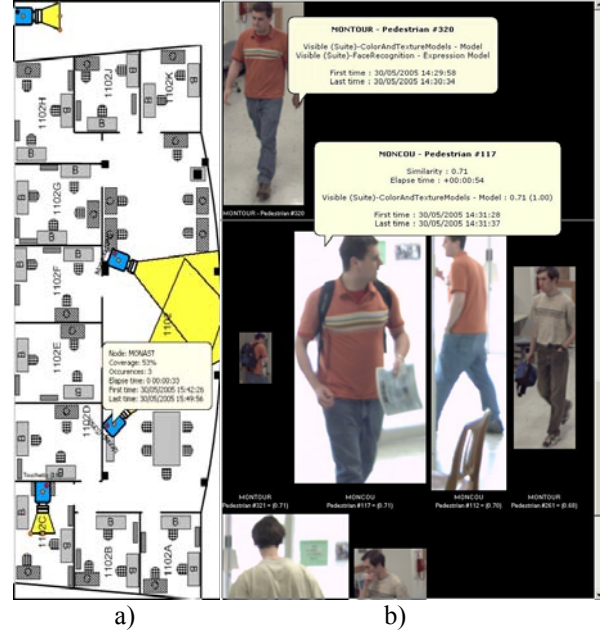 1102H
1102J
1102K
1102G
1102F
1102
1102E
1102D
1102C
1102B
1102A
Node: MONAST
Coverage: 53%
Occurences: 3
Elapse time: 0 00:00:33
First time: 30/05/2005 15:42:26
Last time: 30/05/2005 15:49:56
MONTOUR - Pedestrian #320
Visible (Suite)-ColorAndTextureModels - Model
Visible (Suite)-FaceRecognition - Expression Model
First time : 30/05/2005 14:29:58
Last time : 30/05/2005 14:30:34
MONTOUR - Pedestrian #320
MONCOU - Pedestrian #117
Similarity : 0.71
Elapse time : +00:00:54
Visible (Suite)-ColorAndTextureModels - Model : 0.71 (1.00)
First time : 30/05/2005 14:31:28
Last time : 30/05/2005 14:31:37
MONTOUR
Pedestrian #321 = (0.71)
MONCOU
Pedestrian #117 = (0.71)
MONCOU
Pedestrian #112 = (0.70)
MONTOUR
Pedestrian #261 = (0.68)
a)
b)